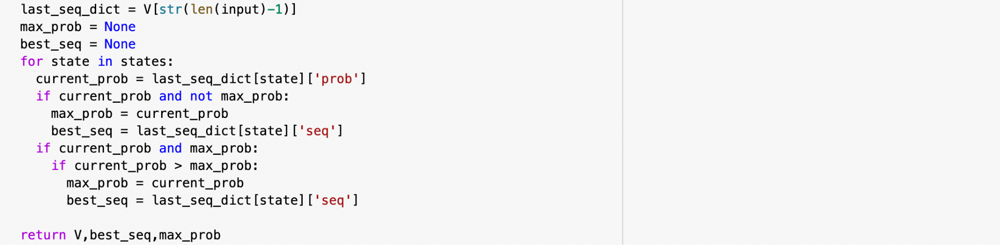 last_seq_dict = V[str(len(input)-1)]
max_prob = None
best_seq = None
for state in states:
  current_prob = last_seq_dict[state]['prob']
  if current_prob and not max_prob:
    max_prob = current_prob
    best_seq = last_seq_dict[state]['seq']
  if current_prob and max_prob:
    if current_prob > max_prob:
      max_prob = current_prob
      best_seq = last_seq_dict[state]['seq']

return V,best_seq,max_prob